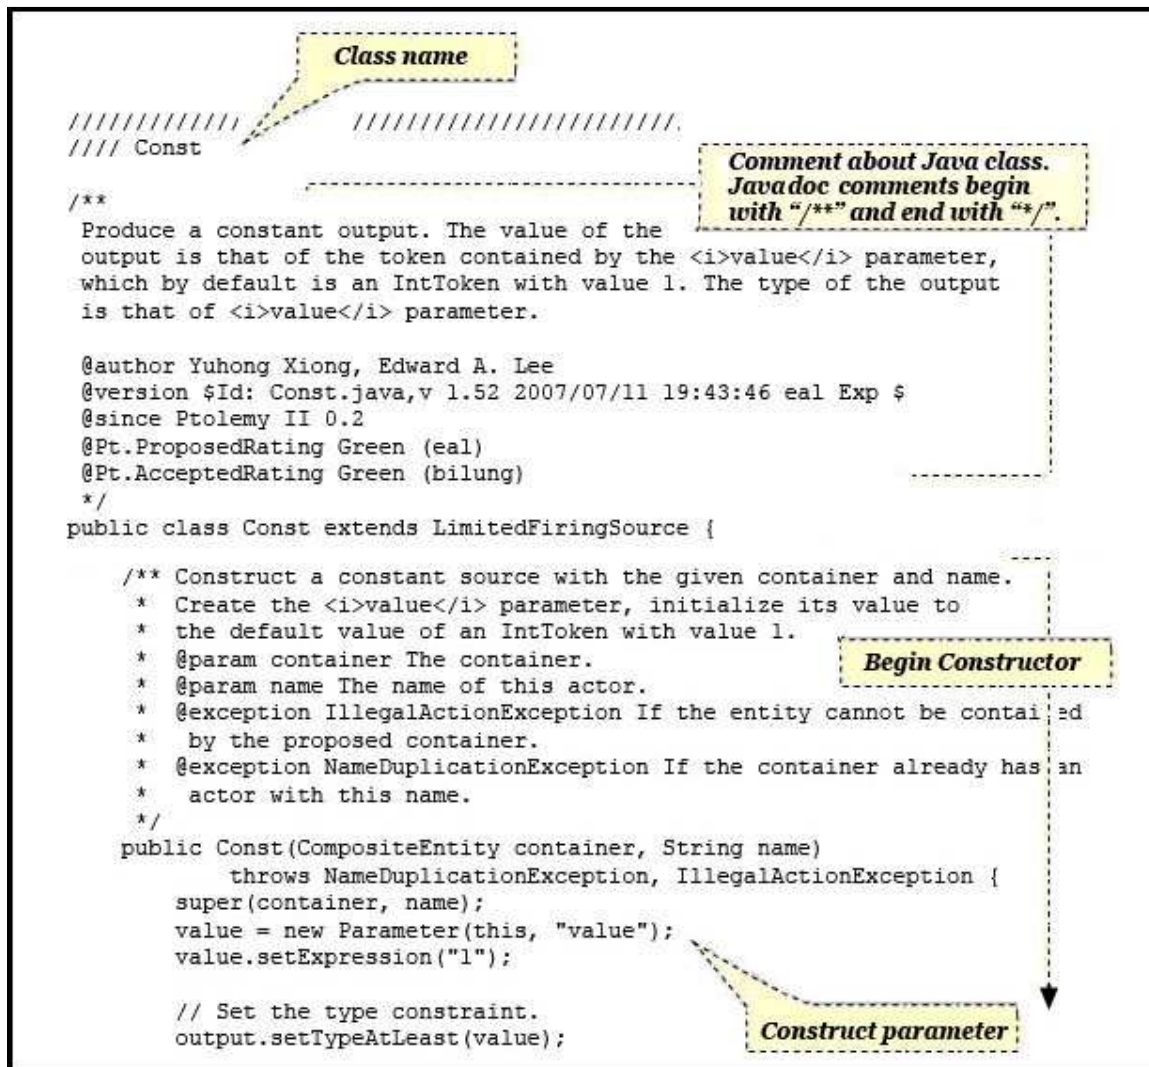 Class name
///////////// ////////////////////////.
//// Const
Comment about Java class.
Javadoc comments begin
with “/**” and end with “*/”.
/**
Produce a constant output. The value of the
output is that of the token contained by the <i>value</i> parameter,
which by default is an IntToken with value 1. The type of the output
is that of <i>value</i> parameter.
@author Yuhong Xiong, Edward A. Lee
@version $Id: Const.java,v 1.52 2007/07/11 19:43:46 eal Exp $
@since Ptolemy II 0.2
@Pt.ProposedRating Green (eal)
@Pt.AcceptedRating Green (bilung)
*/
public class Const extends LimitedFiringSource {
/** Construct a constant source with the given container and name.
* Create the <i>value</i> parameter, initialize its value to
* the default value of an IntToken with value 1.
* @param container The container.
Begin Constructor
* @param name The name of this actor.
* @exception IllegalActionException If the entity cannot be contained
* by the proposed container.
* @exception NameDuplicationException If the container already has an
* actor with this name.
*/
public Const(CompositeEntity container, String name)
throws NameDuplicationException, IllegalActionException {
super(container, name);
value = new Parameter(this, "value");
value.setExpression("1");
// Set the type constraint.
output.setTypeAtLeast(value);
Construct parameter